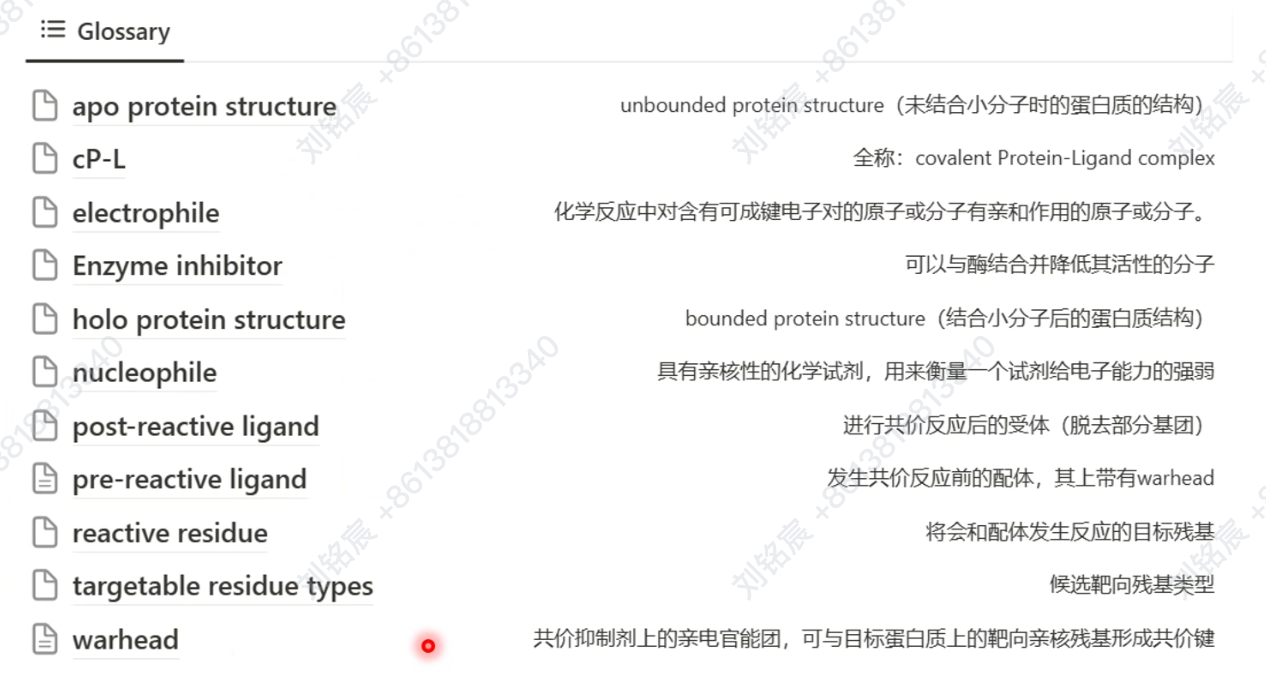 Glossary
apo protein structure unbounded protein structure（未结合小分子时的蛋白质的结构）
cP-L 全称：covalent Protein-Ligand complex
electrophile 化学反应中对含有可成键电子对的原子或分子有亲和作用的原子或分子。
Enzyme inhibitor 可以与酶结合并降低其活性的分子
holo protein structure bounded protein structure（结合小分子后的蛋白质结构）
nucleophile 具有亲核性的化学试剂，用来衡量一个试剂给电子能力的强弱
post-reactive ligand 进行共价反应后的受体（脱去部分基团）
pre-reactive ligand 发生共价反应前的配体，其上带有warhead
reactive residue 将会和配体发生反应的目标残基
targetable residue types 候选靶向残基类型
warhead 共价抑制剂上的亲电官能团，可与目标蛋白质上的靶向亲核残基形成共价键
刘铭宸 +8613818813340